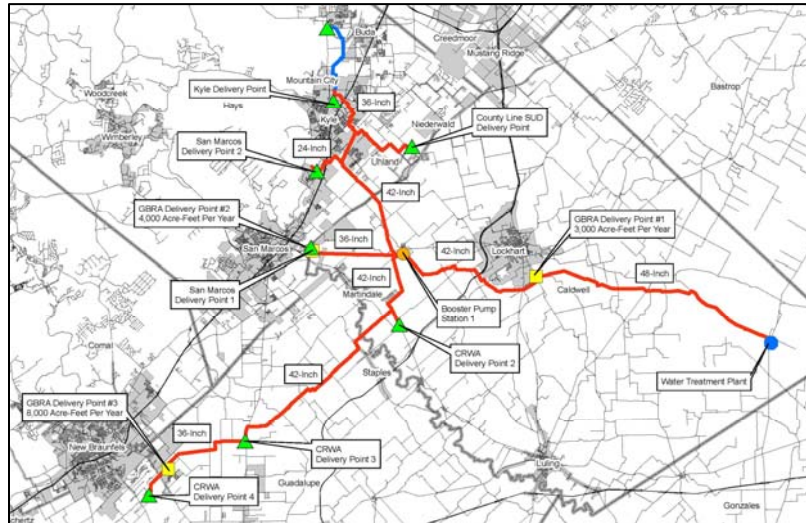 Buda
Creedmoor
Mustang Ridge
Mountain City
Bastrop
Woodcreek
Kyle Delivery Point
Hays
36-Inch
County Line SUD
Delivery Point
Kyle
Niederwald
Wimberley
San Marcos
Delivery Point 2
24-Inch
Uhland
42-Inch
GBRA Delivery Point #2
4,000 Acre-Feet Per Year
GBRA Delivery Point #1
3,000 Acre-Feet Per Year
San Marcos
36-Inch
42-Inch
Lockhart
48-Inch
San Marcos
Delivery Point 1
42-Inch
Martindale
Caldwell
Booster Pump
Station 1
Comal
CRWA
Delivery Point 2
Water Treatment Plant
42-Inch
Staples
GBRA Delivery Point #3
8,000 Acre-Feet Per Year
36-Inch
New Braunfels
CRWA
Delivery Point 3
Luling
CRWA
Delivery Point 4
Guadalupe
Gonzales